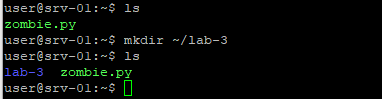 user@srv-01:~$ ls
zombie.py
user@srv-01:~$ mkdir ~/lab-3
user@srv-01:~$ ls
lab-3  zombie.py
user@srv-01:~$